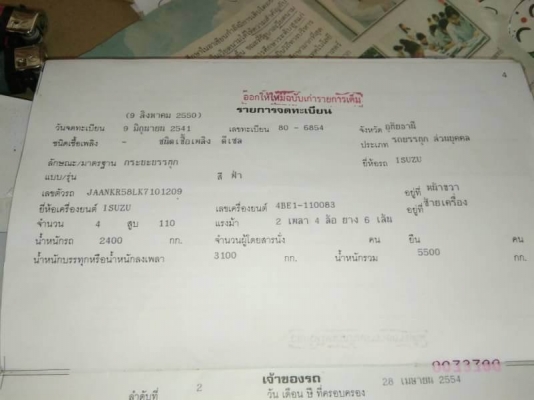 4
ออกให้ใหม่ฉบับเก่ารายการเต็ม
(9 สิงหาคม 2550)
รายการจดทะเบียน
วันจดทะเบียน 9 มิถุนายน 2541 เลขทะเบียน 80 - 6854 จังหวัด อุทัยธานี
ชนิดเชื้อเพลิง - ชนิดเชื้อเพลิง ดีเซล ประเภท รถบรรทุก ส่วนบุคคล
ลักษณะ/มาตรฐาน กระบะบรรทุก ยี่ห้อรถ ISUZU
แบบ/รุ่น สี ฟ้า
เลขตัวรถ JAANKR58LK7101209 อยู่ที่ หน้าขวา
ยี่ห้อเครื่องยนต์ ISUZU เลขเครื่องยนต์ 4BE1-110083 อยู่ที่ ซ้ายเครื่อง
จำนวน 4 สูบ 110 แรงม้า 2 เพลา 4 ล้อ ยาง 6 เส้น
น้ำหนักรถ 2400 กก. จำนวนผู้โดยสารนั่ง คน ยืน คน
น้ำหนักบรรทุกหรือน้ำหนักลงเพลา 3100 กก. น้ำหนักรวม 5500 กก.
0033300
เจ้าของรถ
ลำดับที่ 2 วัน เดือน ปี ที่ครอบครอง 28 เมษายน 2554